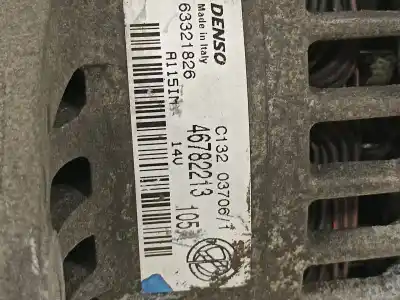 DENSO
Made in Italy
63321826
A115IM
C132 03706/1
46782213 105
14V